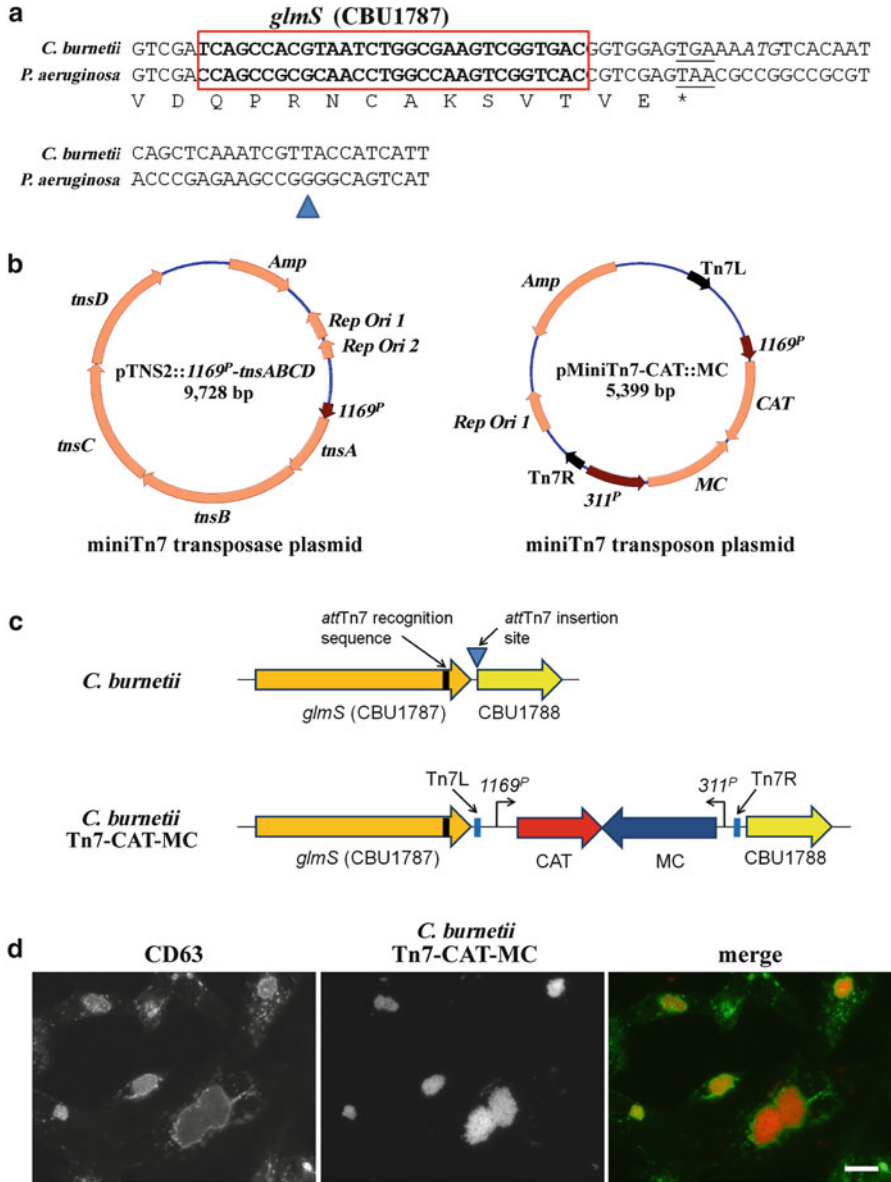 a
glmS (CBU1787)
C. burnetii GTCGATCAGCCACGTAATCTGGCGAAGTCGGTGACGGTGGAGTGAAAAATGTCACAAT
P. aeruginosa GTCGACCAGCCGCGCAACCTGGCCAAGTCGGTCACCGTCGAGTAACGCCGGCCGCGT
V D Q P R N C A K S V T V E *
C. burnetii CAGCTCAAATCGTTACCATCATT
P. aeruginosa ACCCGAGAAGCCGGGGCAGTCAT
b
Amp
Rep Ori 1
Rep Ori 2
1169P
tnsA
tnsB
tnsC
tnsD
pTNS2::1169P-tnsABCD
9,728 bp
miniTn7 transposase plasmid
Amp
Tn7L
1169P
CAT
MC
311P
Tn7R
Rep Ori 1
pMiniTn7-CAT::MC
5,399 bp
miniTn7 transposon plasmid
c
attTn7 recognition
sequence
attTn7 insertion
site
C. burnetii
glmS (CBU1787)
CBU1788
Tn7L
1169P
311P
Tn7R
C. burnetii
Tn7-CAT-MC
glmS (CBU1787)
CAT
MC
CBU1788
d
CD63
C. burnetii
Tn7-CAT-MC
merge